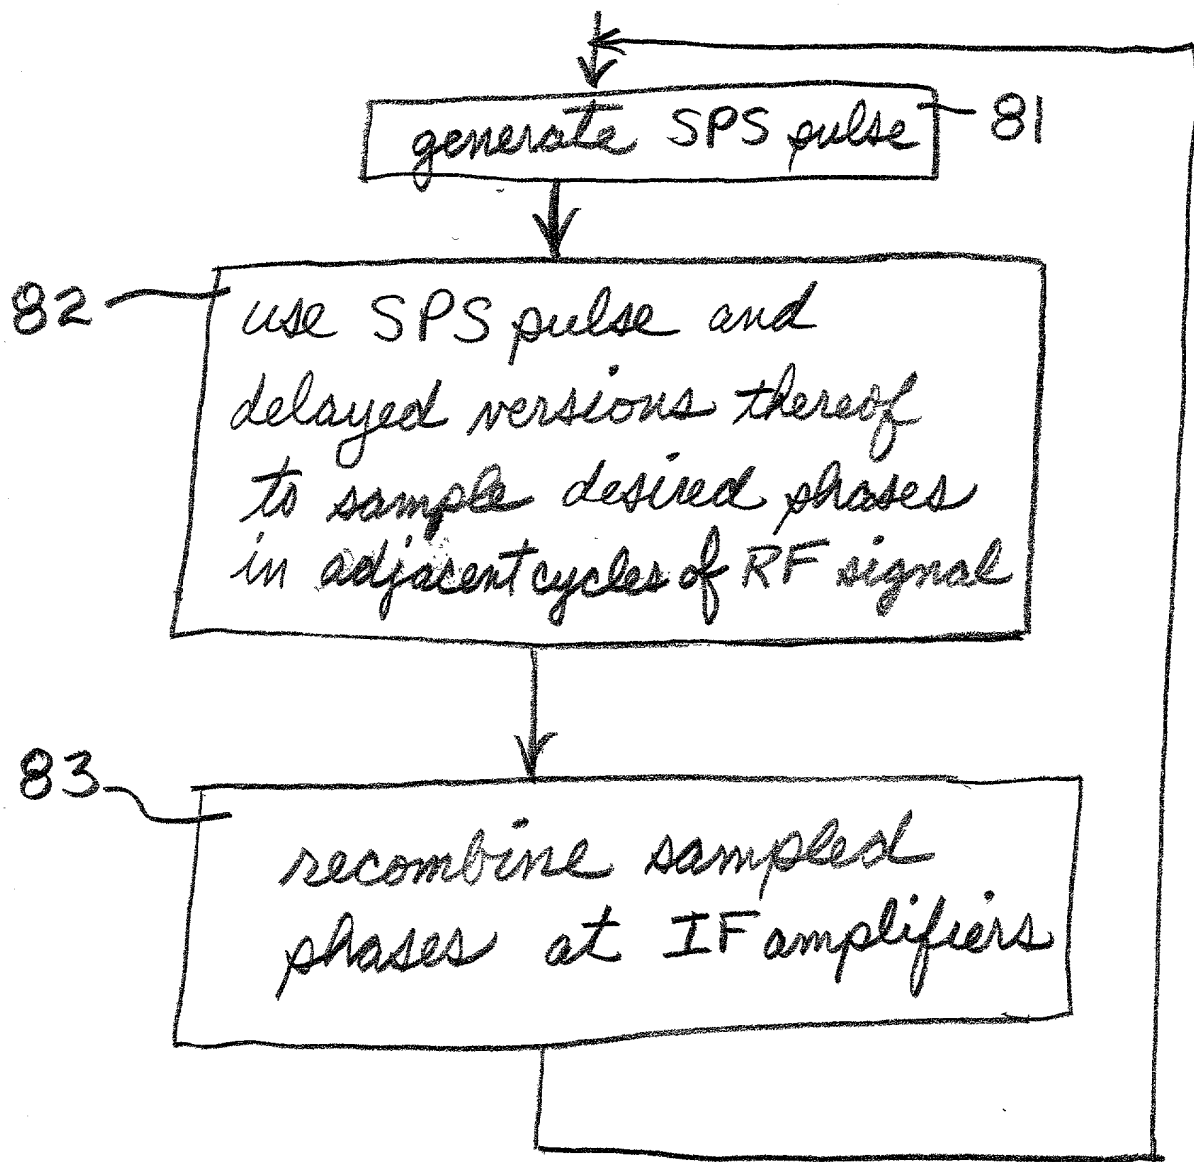 generate SPS pulse
81
82
use SPS pulse and
delayed versions thereof
to sample desired phases
in adjacent cycles of RF signal
83
recombine sampled
phases at IF amplifiers